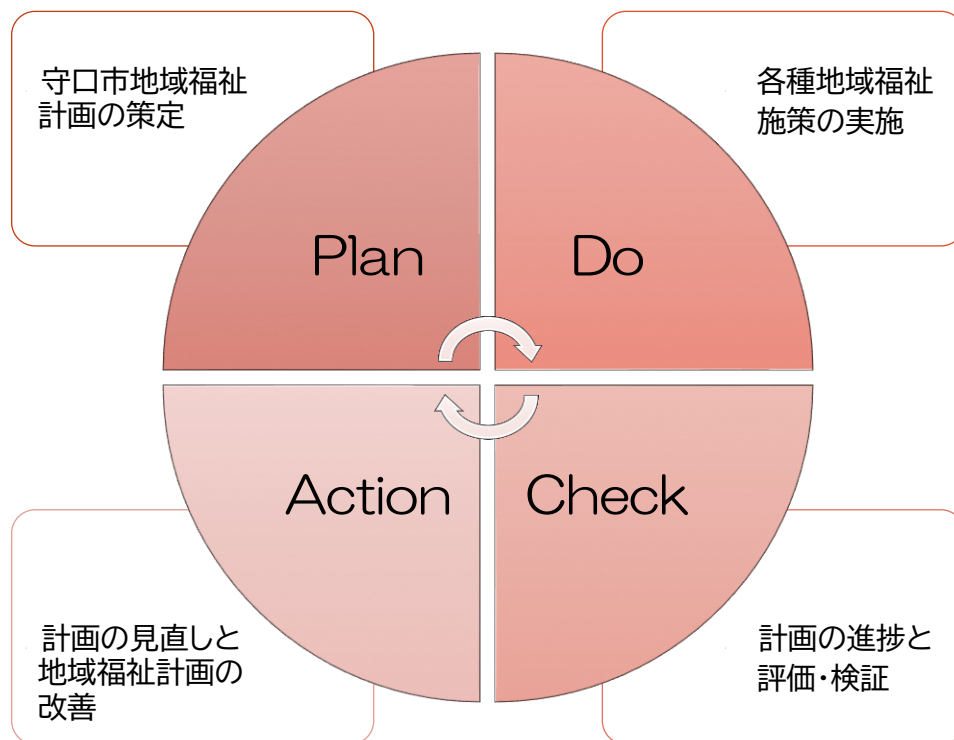 守口市地域福祉
計画の策定
各種地域福祉
施策の実施
Plan
Do
Action
Check
計画の見直しと
地域福祉計画の
改善
計画の進捗と
評価・検証